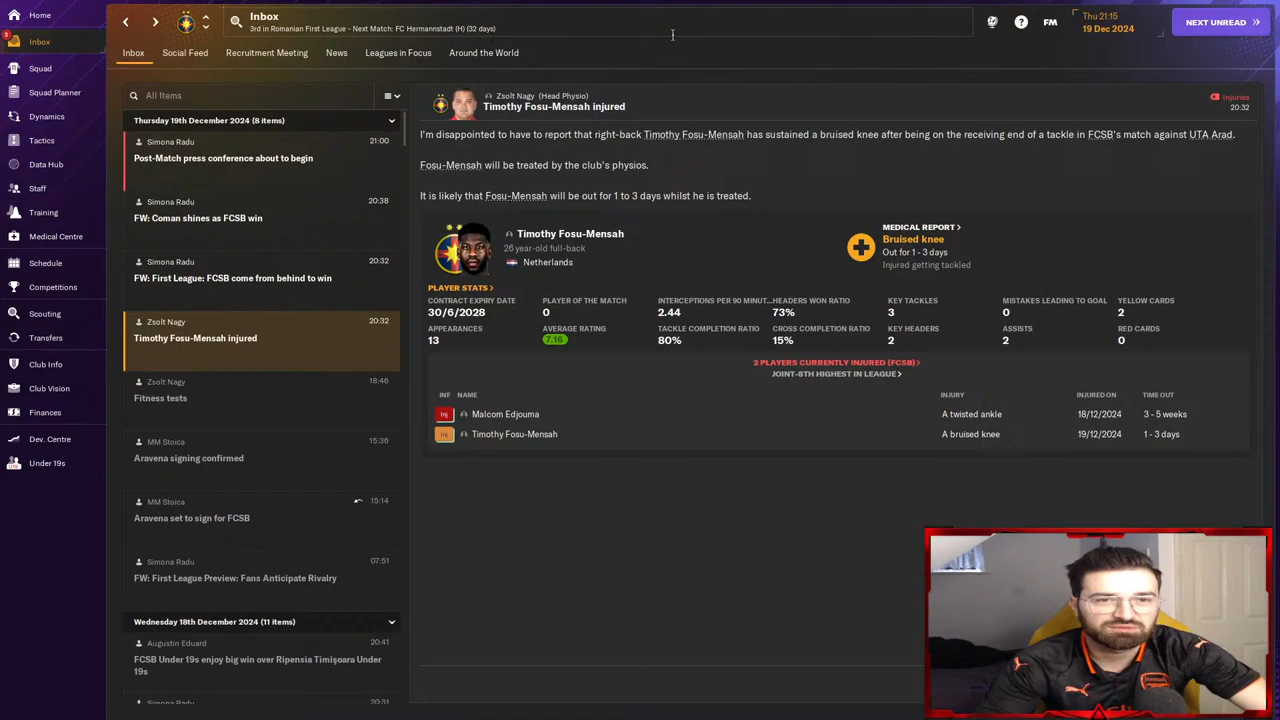 Home
3
Inbox
Squad
Squad Planner
Dynamics
Tactics
Data Hub
Staff
Training
Medical Centre
Schedule
Competitions
Scouting
Transfers
Club Info
Club Vision
Finances
Dev. Centre
U19
Under 19s
Inbox
3rd in Romanian First League - Next Match: FC Hermannstadt (H) (32 days)
?
FM
Thu 21:15
19 Dec 2024
NEXT UNREAD
Inbox
Social Feed
Recruitment Meeting
News
Leagues in Focus
Around the World
All Items
Thursday 19th December 2024 (8 items)
Simona Radu 21:00
Post-Match press conference about to begin
Simona Radu 20:38
FW: Coman shines as FCSB win
Simona Radu 20:32
FW: First League: FCSB come from behind to win
Zsolt Nagy 20:32
Timothy Fosu-Mensah injured
Zsolt Nagy 18:46
Fitness tests
MM Stoica 15:36
Aravena signing confirmed
MM Stoica 15:14
Aravena set to sign for FCSB
Simona Radu 07:51
FW: First League Preview: Fans Anticipate Rivalry
Wednesday 18th December 2024 (11 items)
Augustin Eduard 20:41
FCSB Under 19s enjoy big win over Ripensia Timişoara Under
19s
Simona Radu 20:31
Zsolt Nagy (Head Physio)
Timothy Fosu-Mensah injured
Injuries
20:32
I'm disappointed to have to report that right-back Timothy Fosu-Mensah has sustained a bruised knee after being on the receiving end of a tackle in FCSB's match against UTA Arad.
Fosu-Mensah will be treated by the club's physios.
It is likely that Fosu-Mensah will be out for 1 to 3 days whilst he is treated.
Timothy Fosu-Mensah
26 year-old full-back
Netherlands
MEDICAL REPORT
Bruised knee
Out for 1 - 3 days
Injured getting tackled
PLAYER STATS
CONTRACT EXPIRY DATE PLAYER OF THE MATCH INTERCEPTIONS PER 90 MINUT... HEADERS WON RATIO KEY TACKLES MISTAKES LEADING TO GOAL YELLOW CARDS
30/6/2028 0 2.44 73% 3 0 2
APPEARANCES AVERAGE RATING TACKLE COMPLETION RATIO CROSS COMPLETION RATIO KEY HEADERS ASSISTS RED CARDS
13 7.16 80% 15% 2 2 0
2 PLAYERS CURRENTLY INJURED (FCSB)
JOINT-8TH HIGHEST IN LEAGUE
INF NAME INJURY INJURED ON TIME OUT
Inj Malcom Edjouma A twisted ankle 18/12/2024 3 - 5 weeks
Inj Timothy Fosu-Mensah A bruised knee 19/12/2024 1 - 3 days